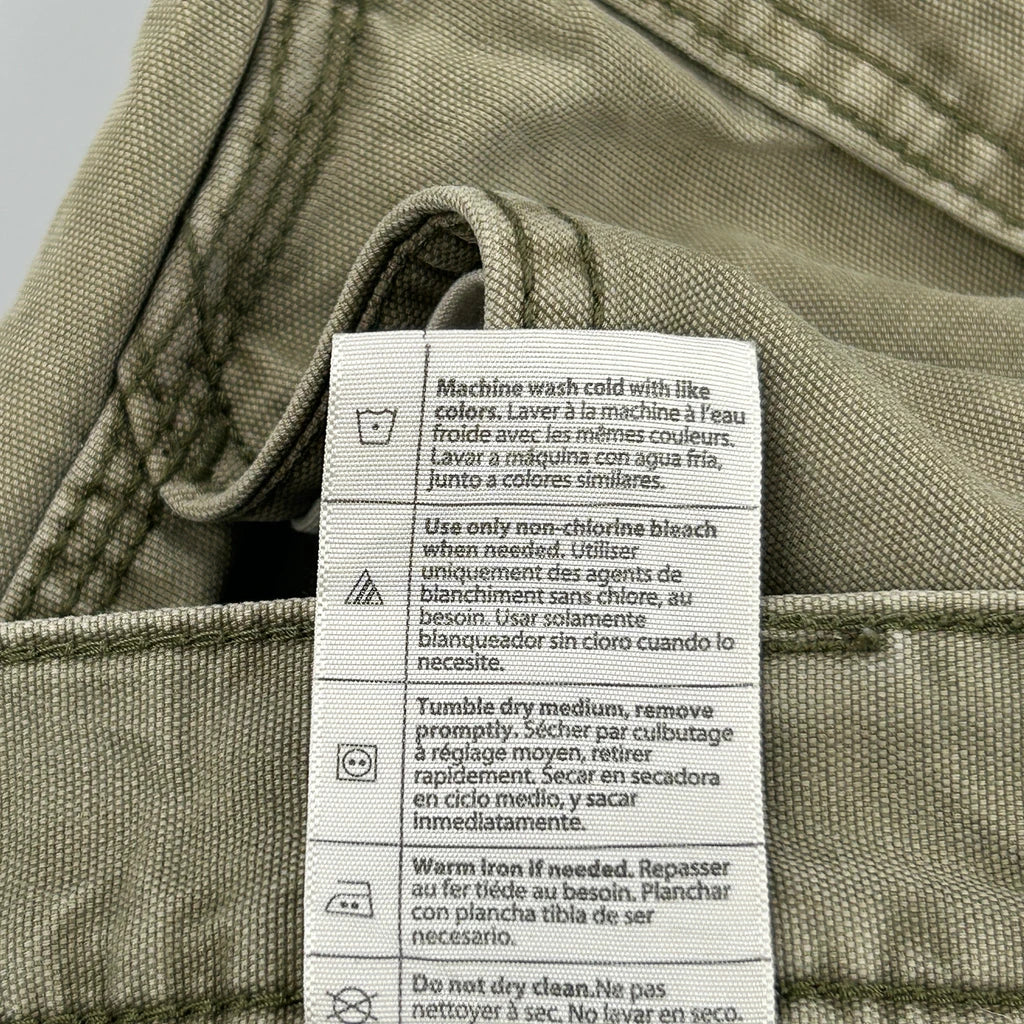 Machine wash cold with like
colors. Laver à la machine à l'eau
froide avec les mêmes couleurs.
Lavar a máquina con agua fria,
junto a colores similares.
Use only non-chlorine bleach
when needed. Utiliser
uniquement des agents de
blanchiment sans chlore, au
besoin. Usar solamente
blanqueador sin cloro cuando lo
necesite.
Tumble dry medium, remove
promptly. Sécher par culbutage
à réglage moyen, retirer
rapidement. Secar en secadora
en ciclo medio, y sacar
inmediatamente.
Warm iron if needed. Repasser
au fer tiéde au besoin. Planchar
con plancha tibia de ser
necesario.
Do not dry clean.Ne pas
nettoyer à sec. No lavar en seco.